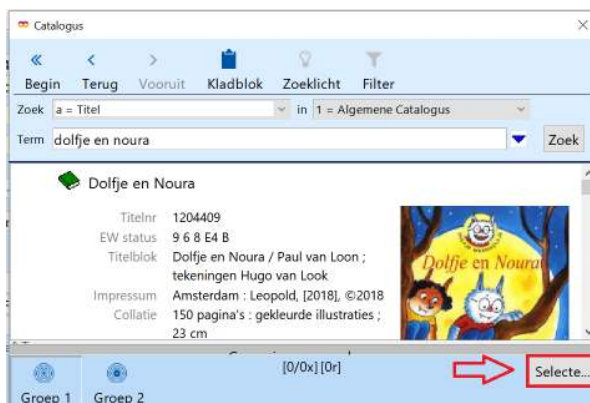 Catalogus
Begin Terug Vooruit Kladblok Zoeklicht Filter
Zoek a = Titel in 1 = Algemene Catalogus
Term dolfje en noura Zoek
Dolfje en Noura
Titelnr 1204409
EW status 9 6 8 E4 B
Titelblok Dolfje en Noura / Paul van Loon ;
tekeningen Hugo van Look
Impressum Amsterdam : Leopold, [2018], ©2018
Collatie 150 pagina's : gekleurde illustraties ;
23 cm
Dolfje en Noura
[0/0x] [0r]
Selecte...
Groep 1 Groep 2